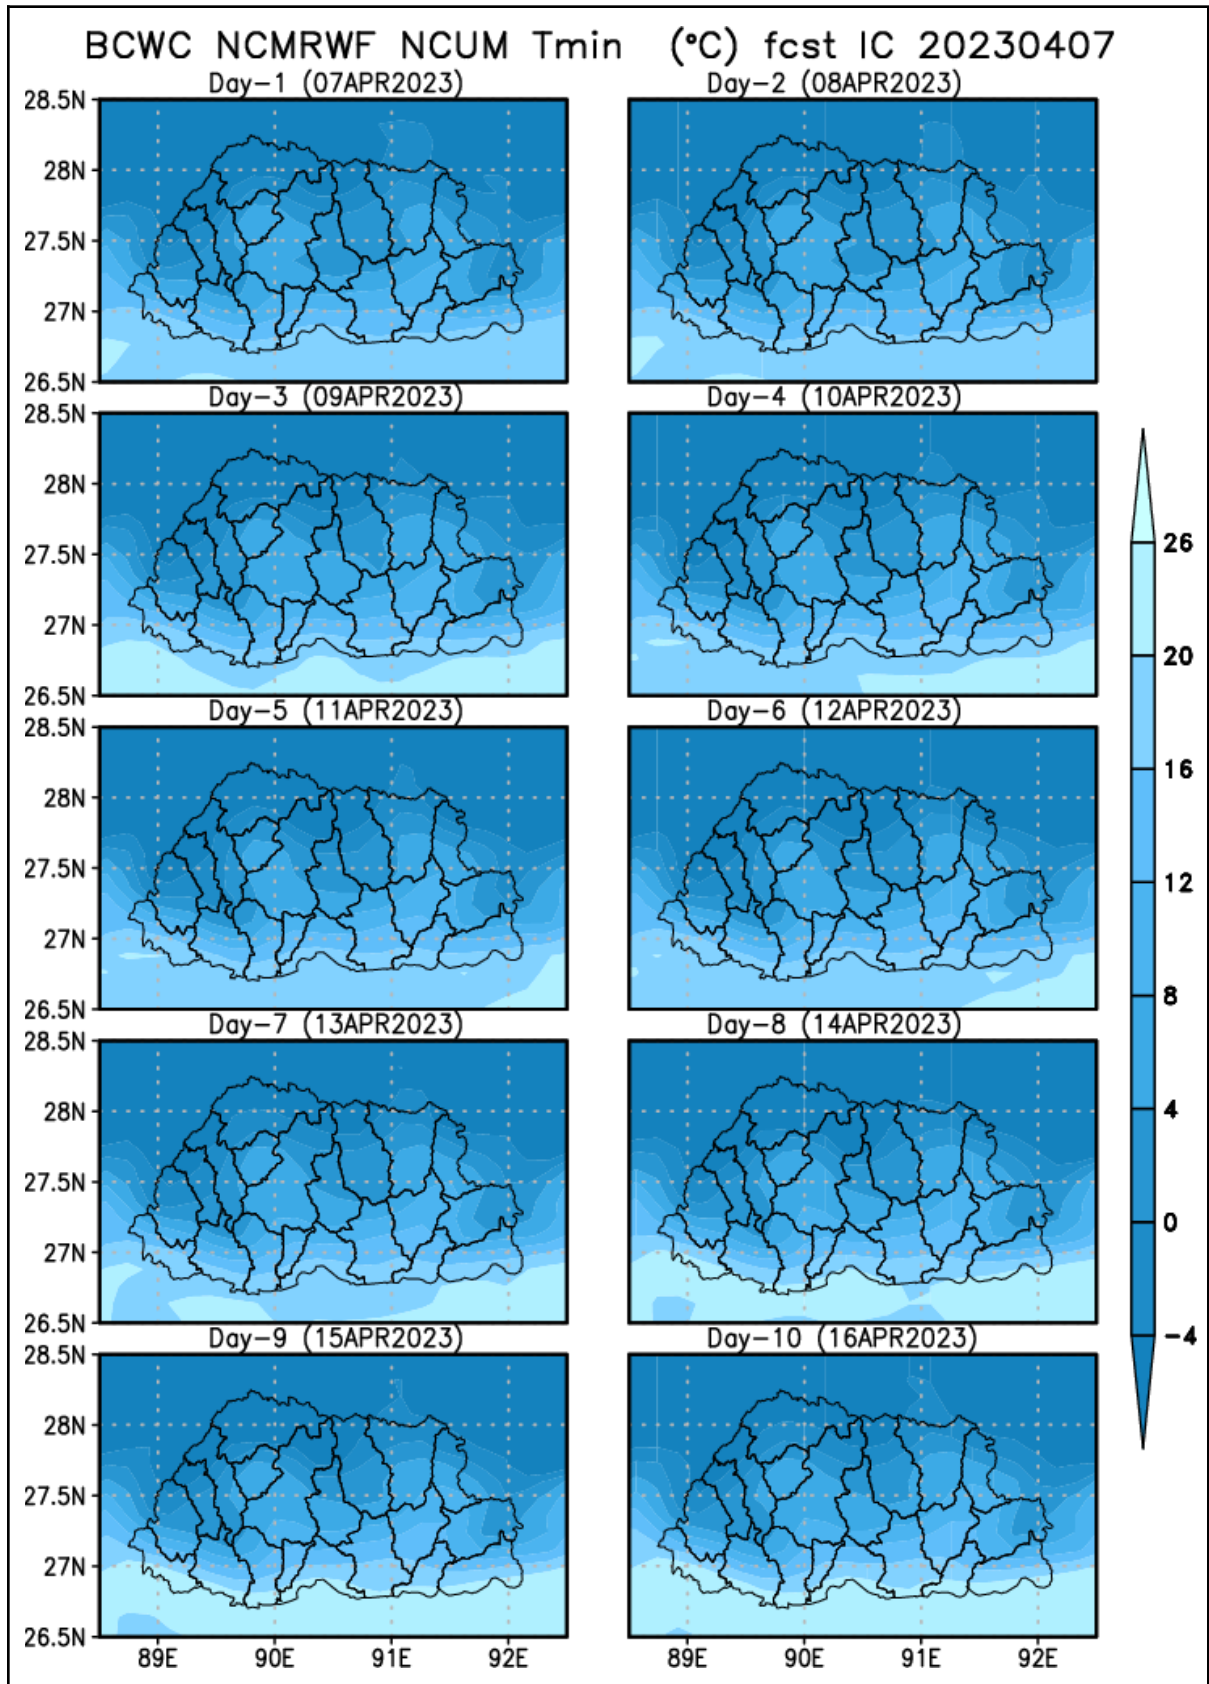 BCWC NCMRWF NCUM Tmin (°C) fcst IC 20230407
Day-1 (07APR2023)
Day-2 (08APR2023)
28.5N
28N
27.5N
27N
26.5N
Day-3 (09APR2023)
Day-4 (10APR2023)
28.5N
28N
27.5N
27N
26.5N
Day-5 (11APR2023)
Day-6 (12APR2023)
28.5N
28N
27.5N
27N
26.5N
Day-7 (13APR2023)
Day-8 (14APR2023)
28.5N
28N
27.5N
27N
26.5N
Day-9 (15APR2023)
Day-10 (16APR2023)
28.5N
28N
27.5N
27N
26.5N
89E 90E 91E 92E
89E 90E 91E 92E
26
20
16
12
8
4
0
-4